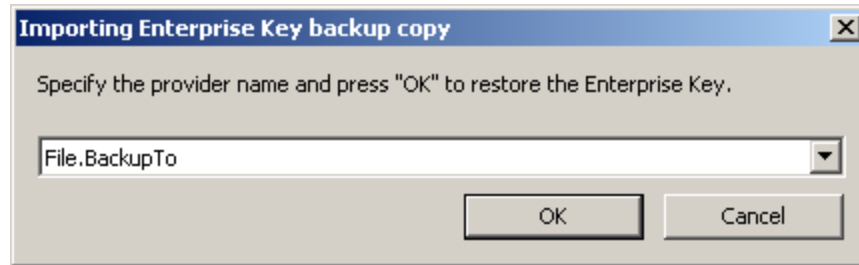 Importing Enterprise Key backup copy
Specify the provider name and press "OK" to restore the Enterprise Key.
File.BackupTo
OK Cancel